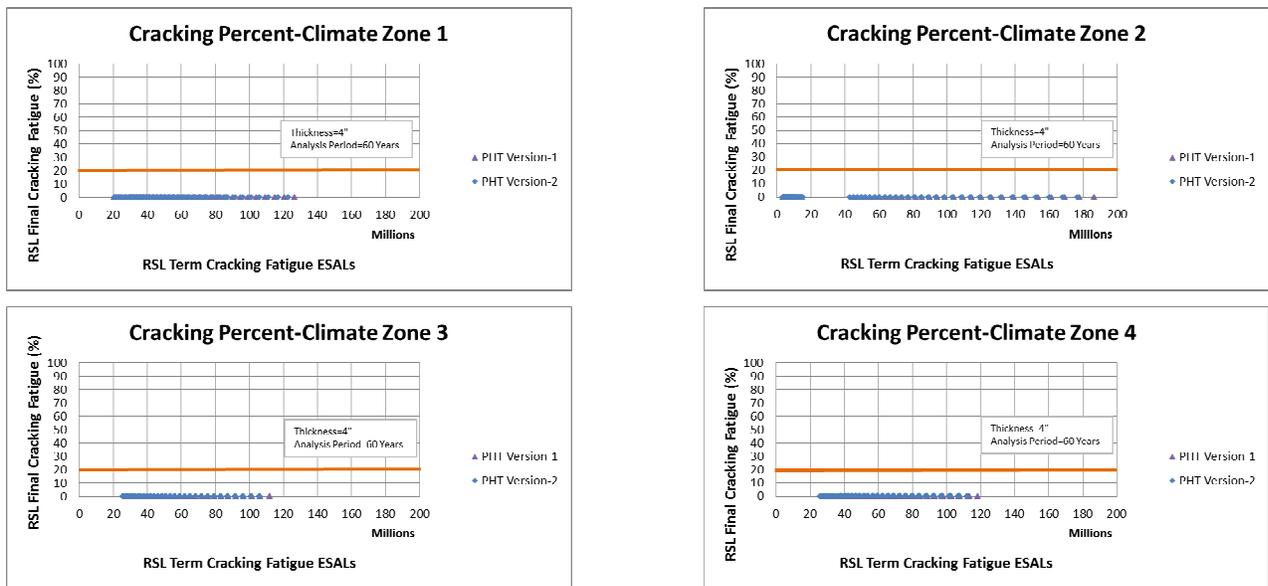 Cracking Percent-Climate Zone 1
RSL Final Cracking Fatigue (%)
100
90
80
70
60
50
40
30
20
10
0
Thickness=4"
Analysis Period=60 Years
0 20 40 60 80 100 120 140 160 180 200
Millions
RSL Term Cracking Fatigue ESALs
PHT Version-1
PHT Version-2
Cracking Percent-Climate Zone 2
RSL Final Cracking Fatigue (%)
100
90
80
70
60
50
40
30
20
10
0
Thickness=4"
Analysis Period=60 Years
0 20 40 60 80 100 120 140 160 180 200
Millions
RSL Term Cracking Fatigue ESALs
PHT Version-1
PHT Version-2
Cracking Percent-Climate Zone 3
RSL Final Cracking Fatigue (%)
100
90
80
70
60
50
40
30
20
10
0
Thickness=4"
Analysis Period=60 Years
0 20 40 60 80 100 120 140 160 180 200
Millions
RSL Term Cracking Fatigue ESALs
PHT Version-1
PHT Version-2
Cracking Percent-Climate Zone 4
RSL Final Cracking Fatigue (%)
100
90
80
70
60
50
40
30
20
10
0
Thickness=4"
Analysis Period=60 Years
0 20 40 60 80 100 120 140 160 180 200
Millions
RSL Term Cracking Fatigue ESALs
PHT Version-1
PHT Version-2